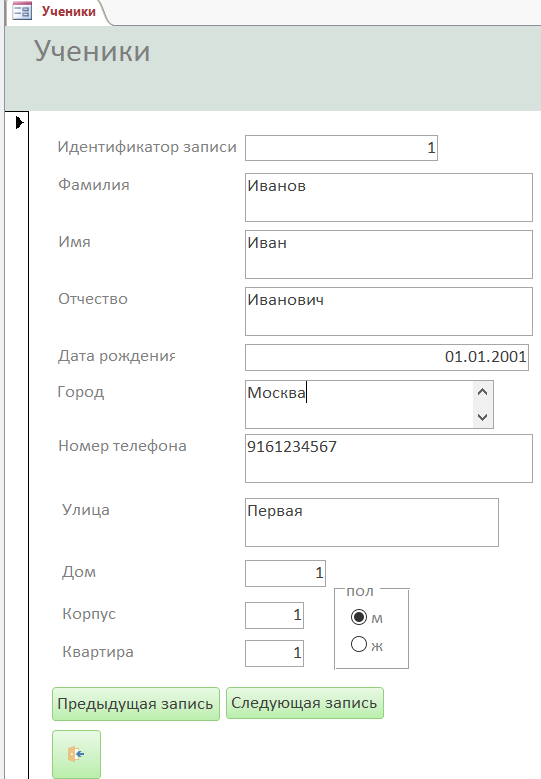 Ученики
Ученики
Идентификатор записи 1
Фамилия Иванов
Имя Иван
Отчество Иванович
Дата рождения 01.01.2001
Город Москва
Номер телефона 9161234567
Улица Первая
Дом 1
пол
Корпус 1
м
ж
Квартира 1
Предыдущая запись Следующая запись